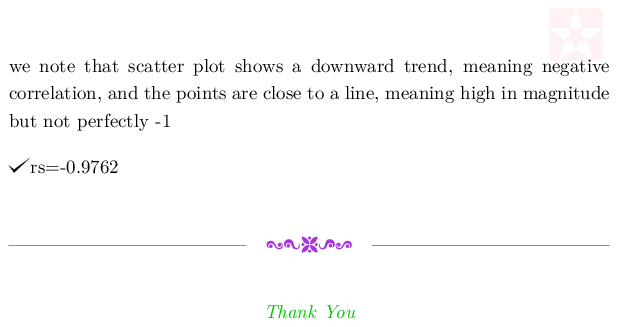 we note that scatter plot shows a downward trend, meaning negative
correlation, and the points are close to a line, meaning high in magnitude
but not perfectly -1
✓rs=-0.9762
Thank You